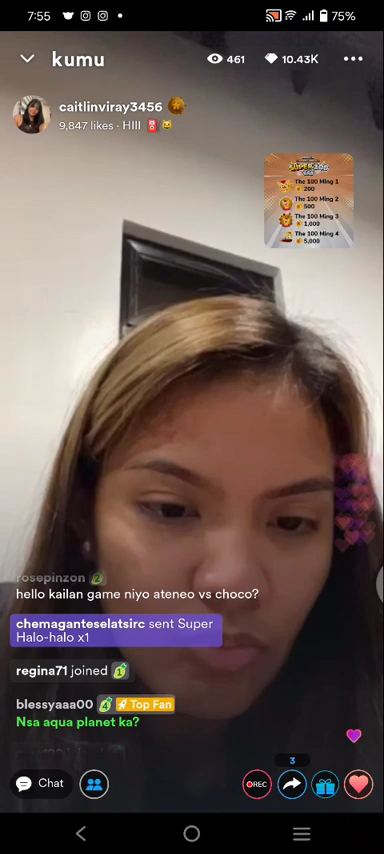 7:55
75%
kumu
461
10.43K
caitlinviray3456
9,847 likes · HIII
The 100 Ming 1
200
The 100 Ming 2
500
The 100 Ming 3
1,000
The 100 Ming 4
5,000
rosepinzon 2
hello kailan game niyo ateneo vs choco?
chemaganteselatsirc sent Super
Halo-halo x1
regina71 joined 1
blessyaaa00 4 Top Fan
Nsa aqua planet ka?
3
Chat
REC